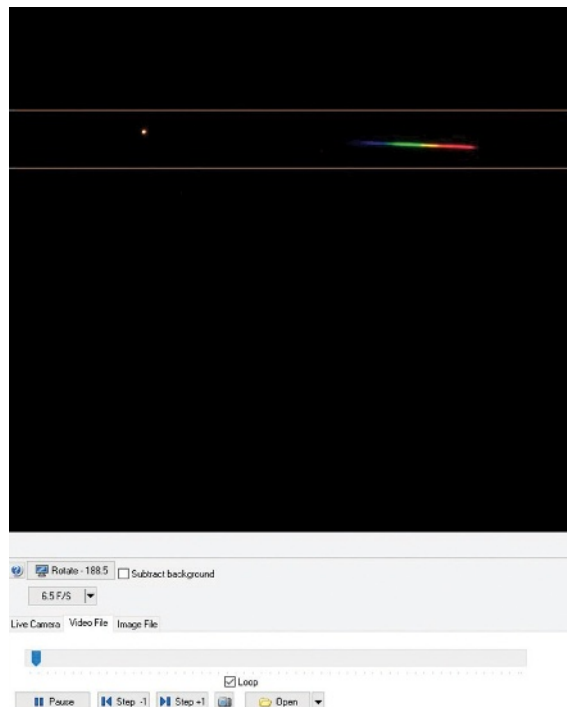 Rotate - 188.5 Subtract background
6.5 F/S
Live Camera Video File Image File
Loop
Pause Step -1 Step +1 Open